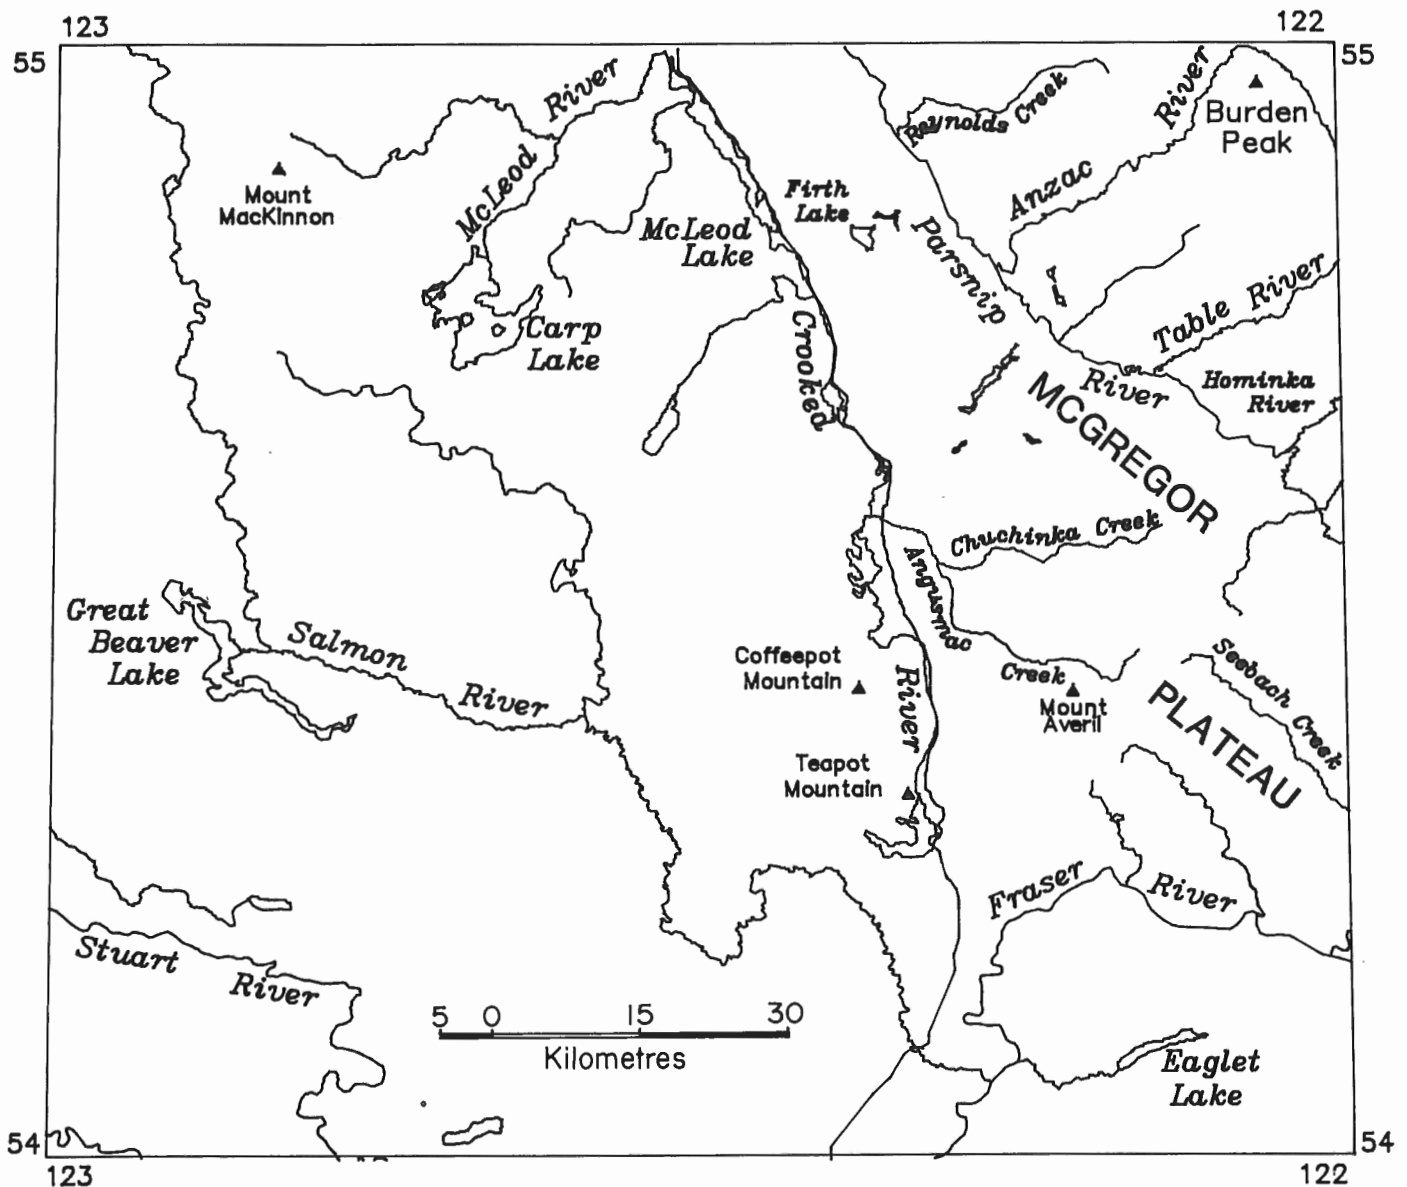 123
122
55
55
River
McLeod
Reynolds Creek
River
Anzac
Burden
Peak
Mount
MacKinnon
Firth
Lake
McLeod
Lake
Parsnip
River
Table River
Carp
Lake
Crooked
River
Hominka
River
MCGREGOR
PLATEAU
Chuchinka Creek
Angusmac
Creek
Great
Beaver
Lake
Salmon
River
Coffeepot
Mountain
Mount
Averil
Seebach Creek
Teapot
Mountain
Fraser
River
Stuart
River
5 0 15 30
Kilometres
Eaglet
Lake
54
54
123
122